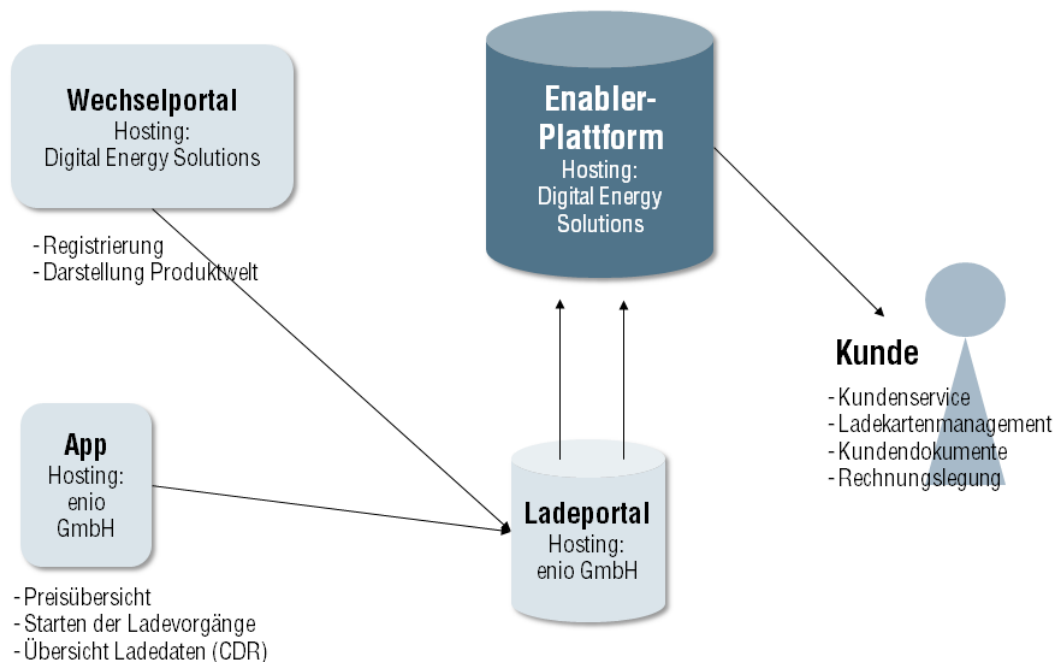 Wechselportal
Hosting:
Digital Energy Solutions
- Registrierung
- Darstellung Produktwelt
Enabler-
Plattform
Hosting:
Digital Energy
Solutions
Kunde
- Kundenservice
- Ladekartenmanagement
- Kundendokumente
- Rechnungslegung
App
Hosting:
enio
GmbH
- Preisübersicht
- Starten der Ladevorgänge
- Übersicht Ladedaten (CDR)
Ladeportal
Hosting:
enio GmbH